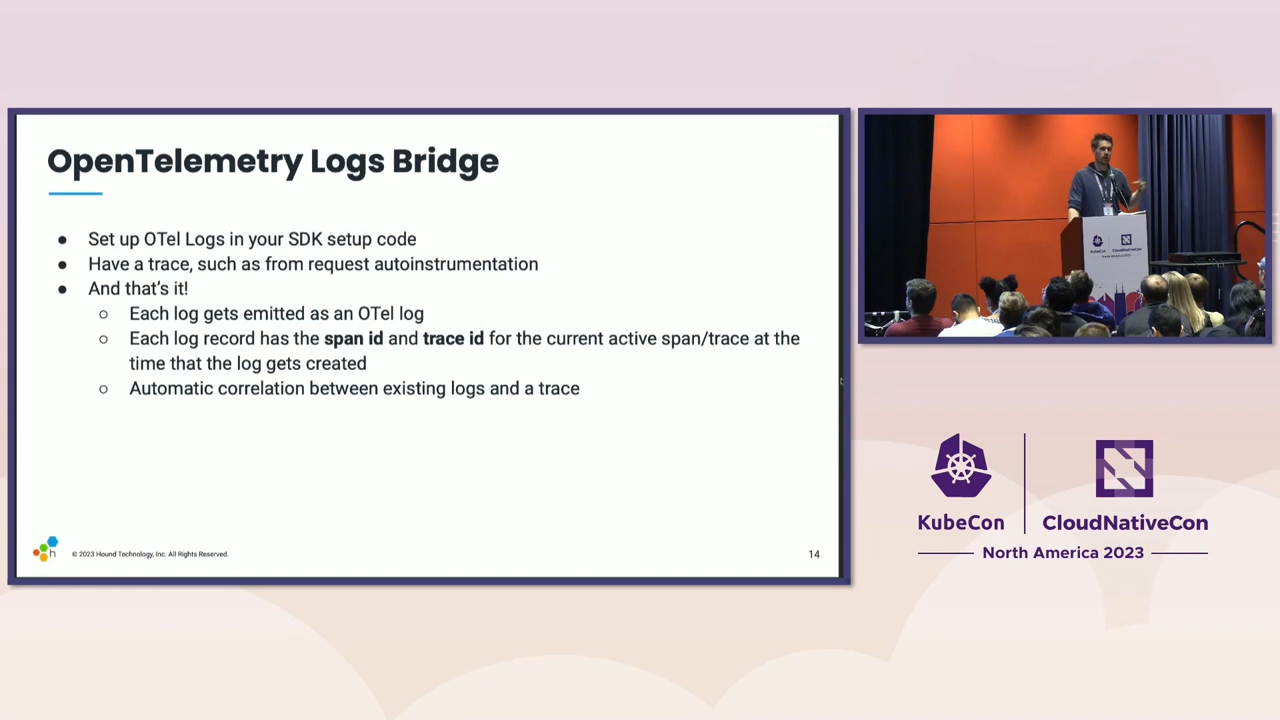 OpenTelemetry Logs Bridge
● Set up OTel Logs in your SDK setup code
● Have a trace, such as from request autoinstrumentation
● And that’s it!
○ Each log gets emitted as an OTel log
○ Each log record has the span id and trace id for the current active span/trace at the
time that the log gets created
○ Automatic correlation between existing logs and a trace
h
© 2023 Hound Technology, Inc. All Rights Reserved.
14
KubeCon
CloudNativeCon
KubeCon
CloudNativeCon
North America 2023